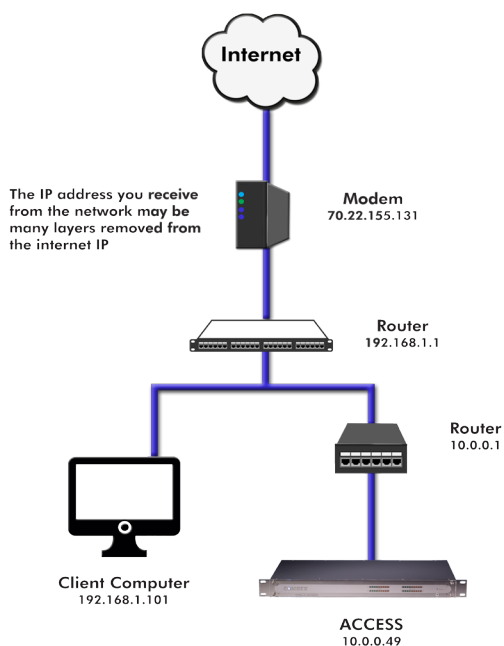 Internet
The IP address you receive
from the network may be
many layers removed from
the internet IP
Modem
70.22.155.131
Router
192.168.1.1
Router
10.0.0.1
Client Computer
192.168.1.101
ACCESS
10.0.0.49